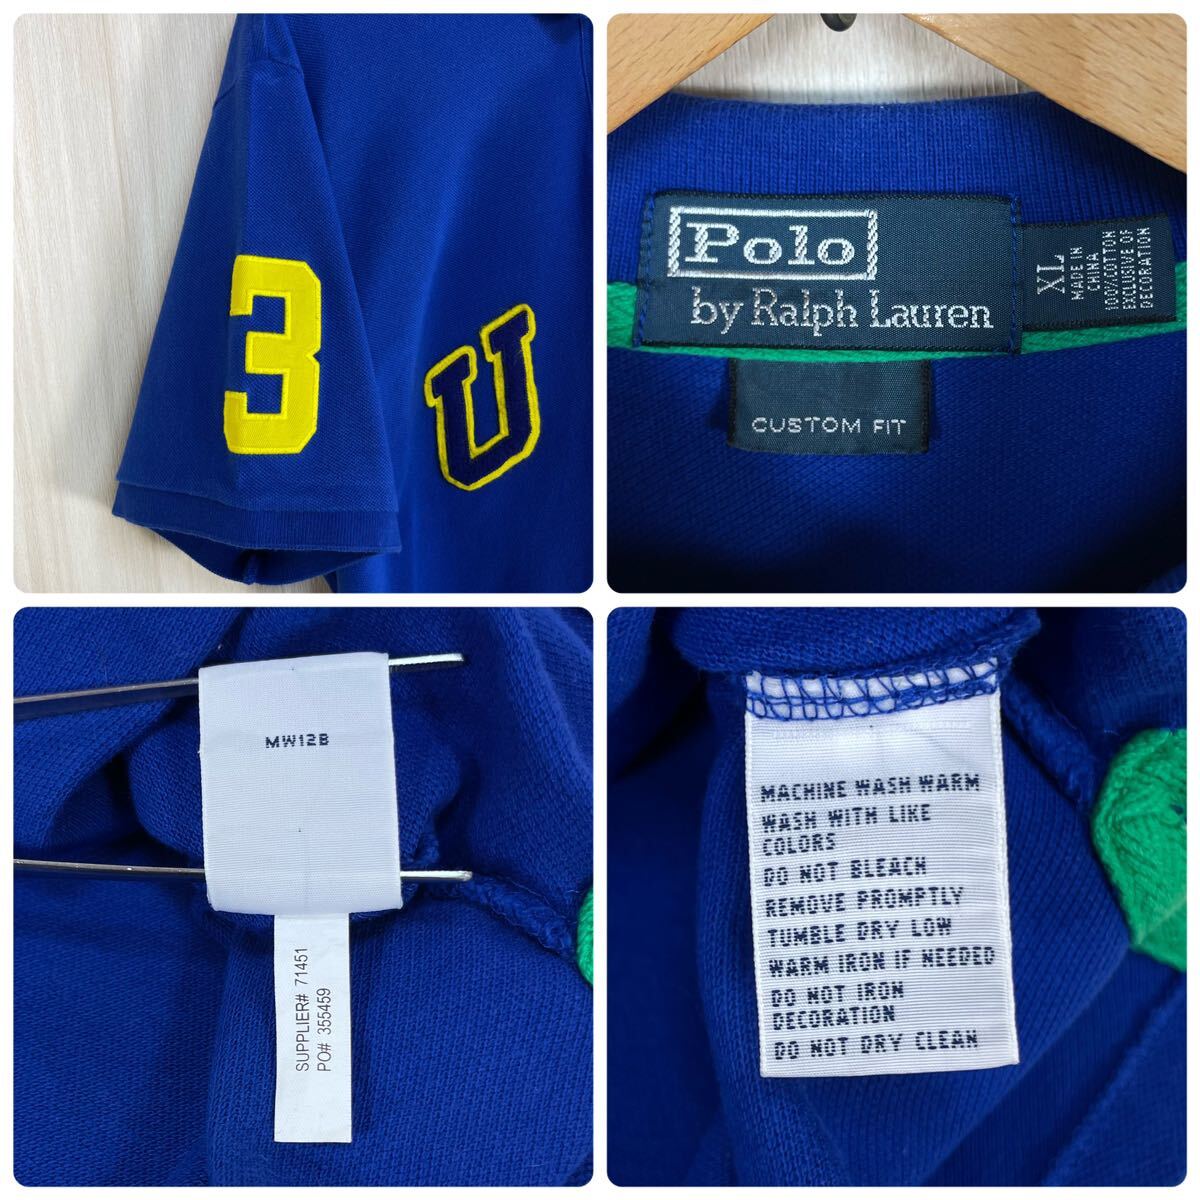 3
U
Polo
by Ralph Lauren
XL
MADE IN
CHINA
100%COTTON
EXCLUSIVE OF
DECORATION
CUSTOM FIT
MW12B
SUPPLIER# 71451
PO# 355459
MACHINE WASH WARM
WASH WITH LIKE
COLORS
DO NOT BLEACH
REMOVE PROMPTLY
TUMBLE DRY LOW
WARM IRON IF NEEDED
DO NOT IRON
DECORATION
DO NOT DRY CLEAN